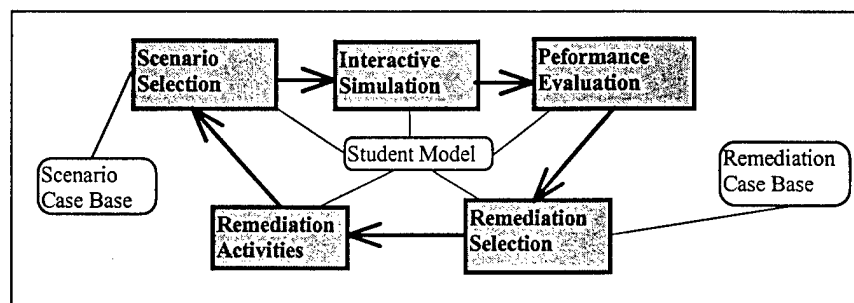 Scenario
Selection
Interactive
Simulation
Peformance
Evaluation
Student Model
Scenario
Case Base
Remediation
Case Base
Remediation
Activities
Remediation
Selection